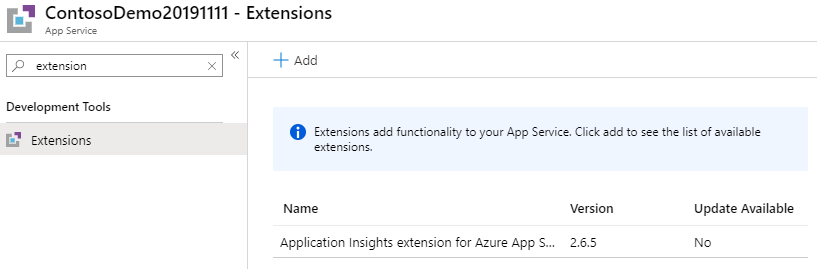 ContosoDemo20191111 - Extensions
App Service
extension
Development Tools
Extensions
Add
Extensions add functionality to your App Service. Click add to see the list of available
extensions.
Name Version Update Available
Application Insights extension for Azure App S... 2.6.5 No